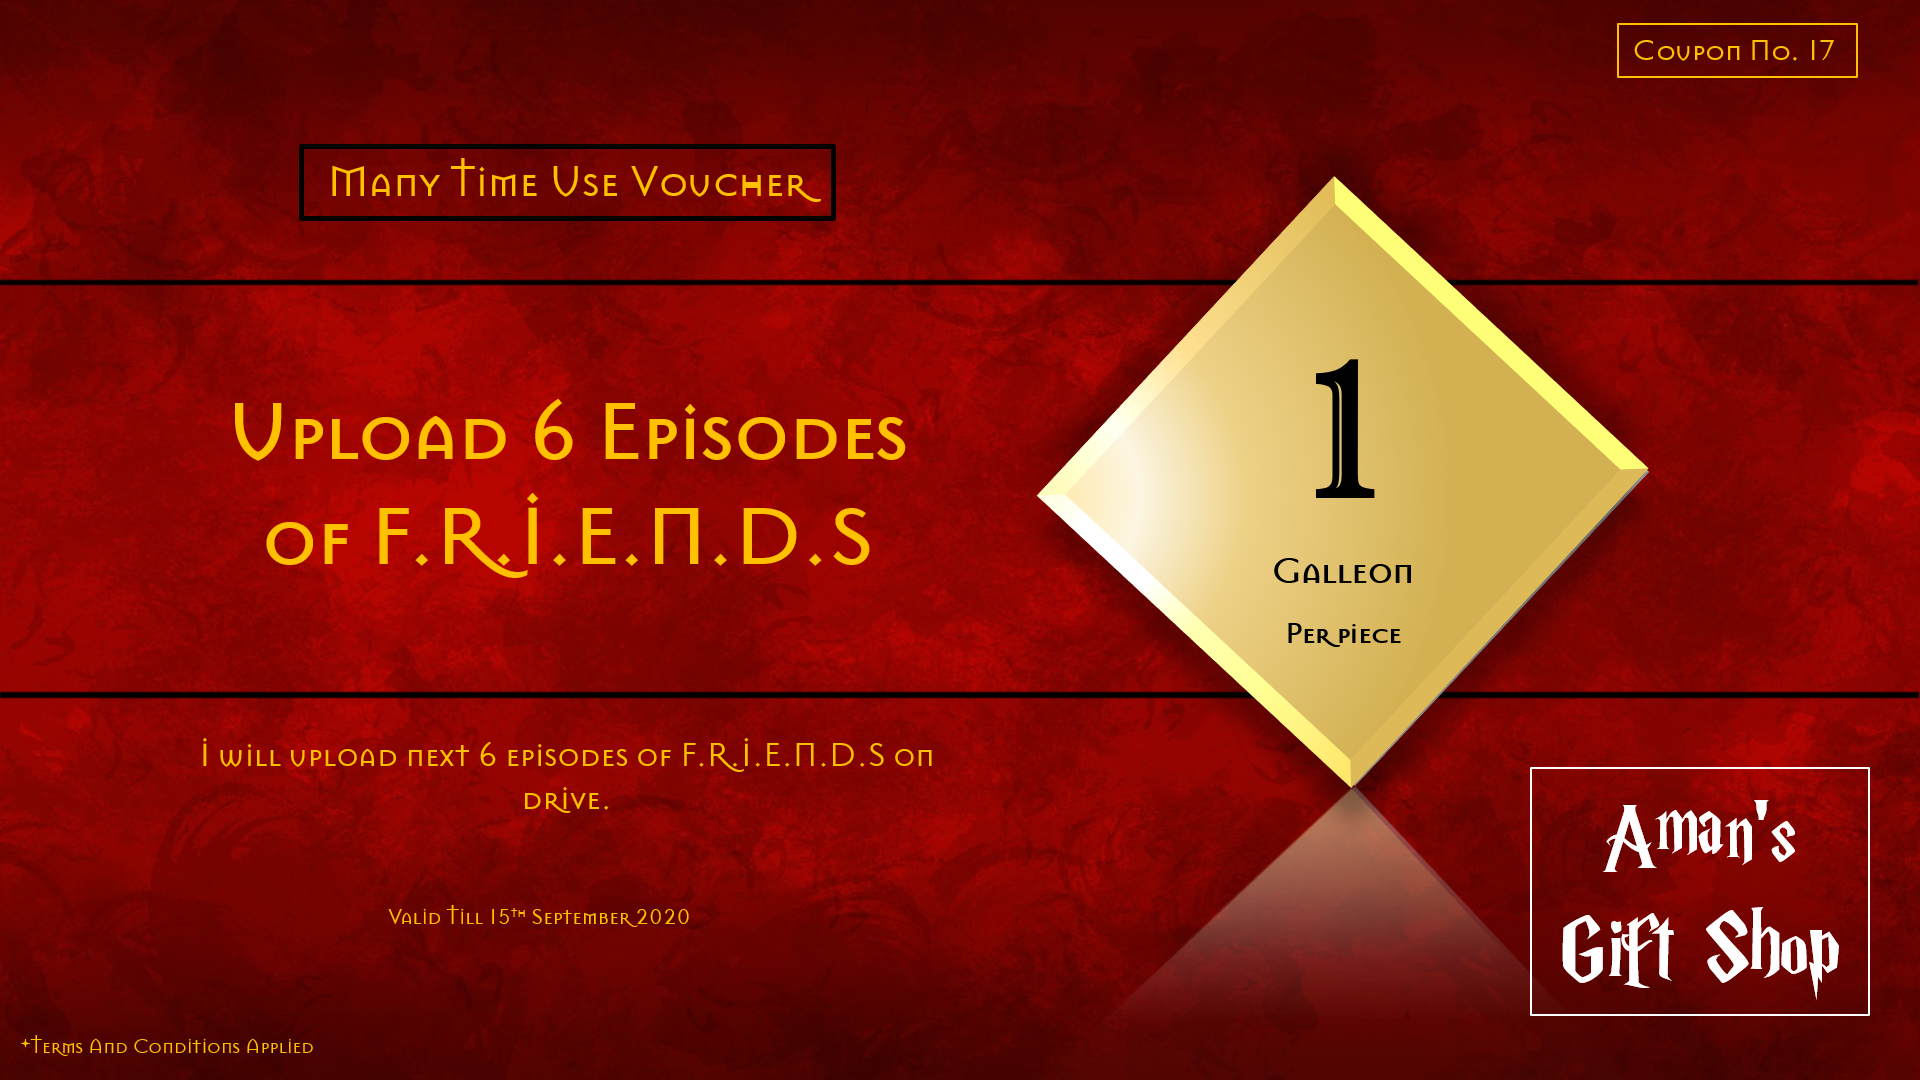 Coupon No. 17
Many Time Use Voucher
Upload 6 Episodes
of F.R.I.E.N.D.S
1
Galleon
Per piece
I will upload next 6 episodes of F.R.I.E.N.D.S on
drive.
Valid Till 15th September 2020
Aman's
Gift Shop
*Terms And Conditions Applied